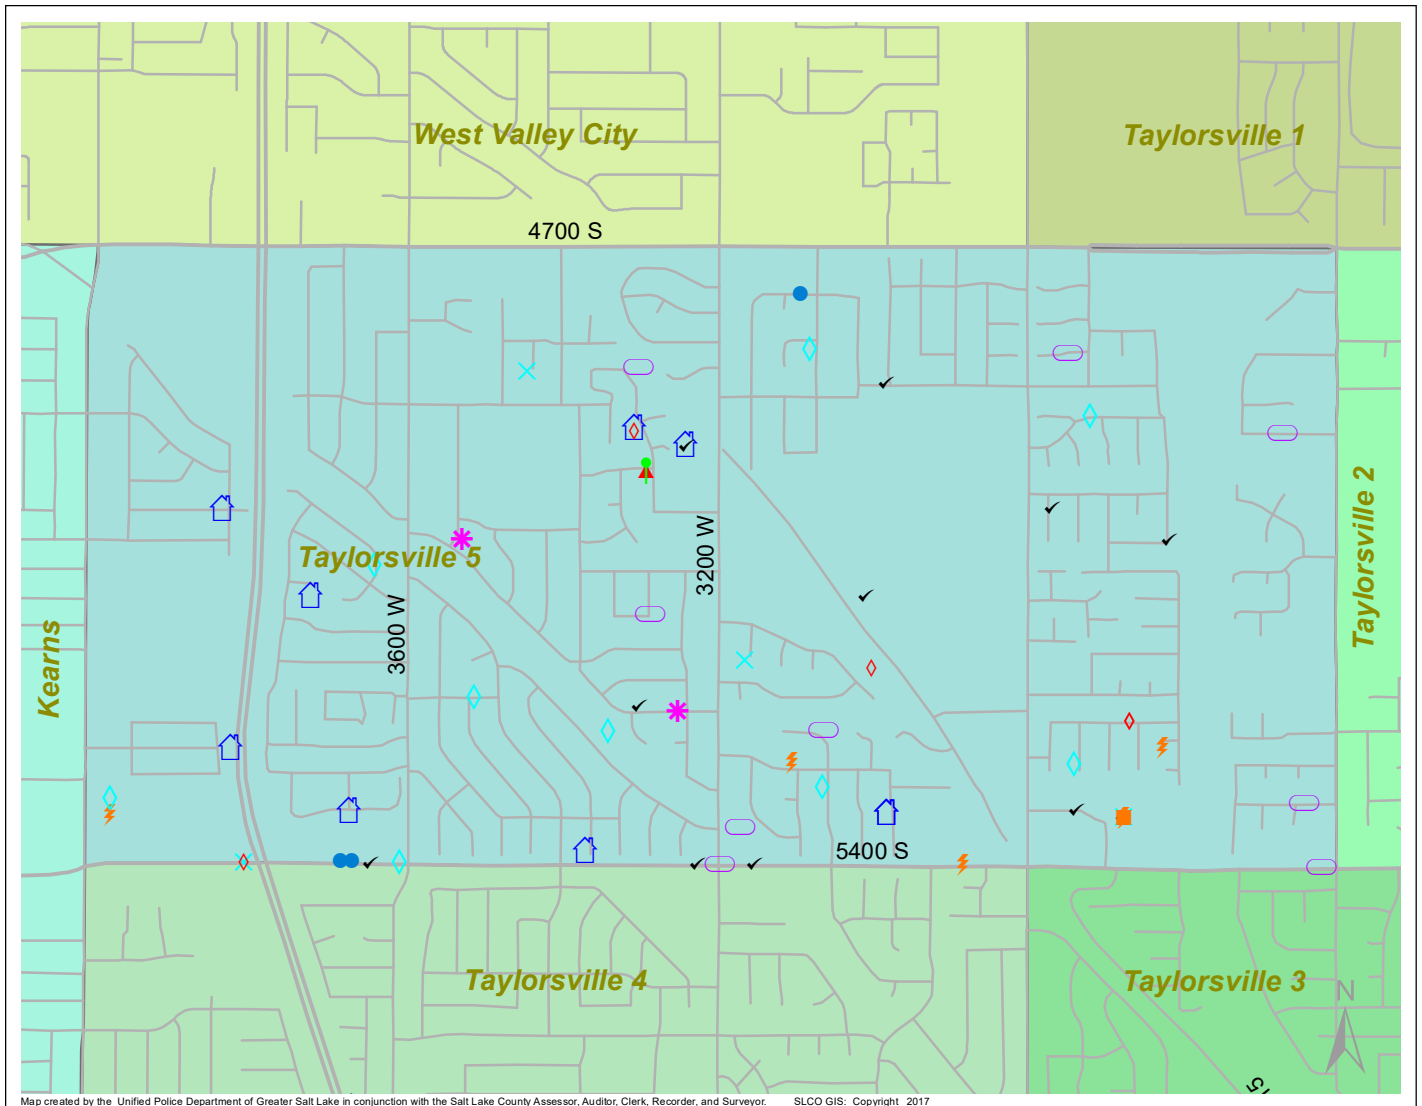 West Valley City
Taylorsville 1
4700 S
Taylorsville 2
3200 W
Taylorsville 5
3600 W
Kearns
5400 S
Taylorsville 4
Taylorsville 3
N
Map created by the Unified Police Department of Greater Salt Lake in conjunction with the Salt Lake County Assessor, Auditor, Clerk, Recorder, and Surveyor. SLCO GIS: Copyright 2017